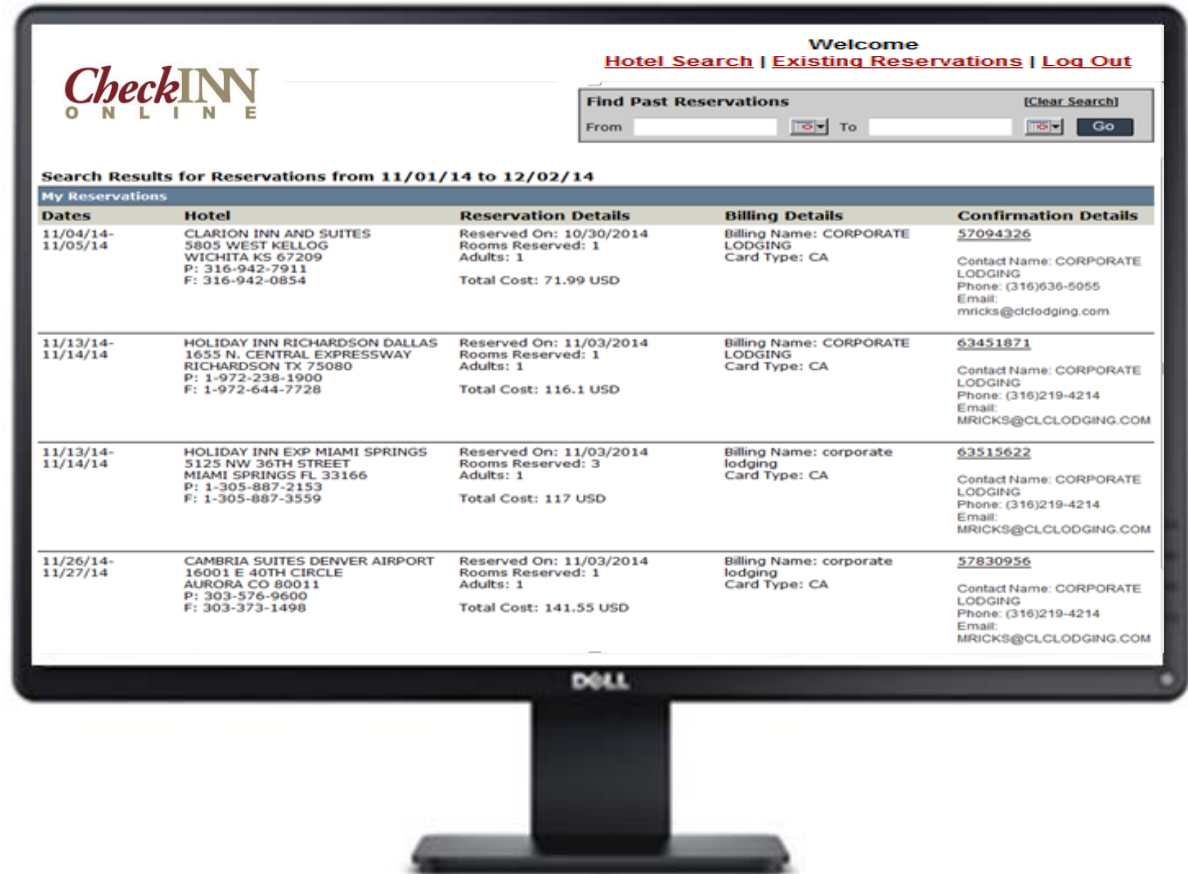 Welcome
Hotel Search | Existing Reservations | Log Out
CheckINN
ONLINE
Find Past Reservations [Clear Search]
From To Go
Search Results for Reservations from 11/01/14 to 12/02/14
My Reservations
Dates Hotel Reservation Details Billing Details Confirmation Details
11/04/14-
11/05/14
CLARION INN AND SUITES
5805 WEST KELLOG
WICHITA KS 67209
P: 316-942-7911
F: 316-942-0854
Reserved On: 10/30/2014
Rooms Reserved: 1
Adults: 1
Total Cost: 71.99 USD
Billing Name: CORPORATE
LODGING
Card Type: CA
57094326
Contact Name: CORPORATE
LODGING
Phone: (316)636-5055
Email:
mricks@clclodging.com
11/13/14-
11/14/14
HOLIDAY INN RICHARDSON DALLAS
1655 N. CENTRAL EXPRESSWAY
RICHARDSON TX 75080
P: 1-972-238-1900
F: 1-972-644-7728
Reserved On: 11/03/2014
Rooms Reserved: 1
Adults: 1
Total Cost: 116.1 USD
Billing Name: CORPORATE
LODGING
Card Type: CA
63451871
Contact Name: CORPORATE
LODGING
Phone: (316)219-4214
Email:
MRICKS@CLCLODGING.COM
11/13/14-
11/14/14
HOLIDAY INN EXP MIAMI SPRINGS
5125 NW 36TH STREET
MIAMI SPRINGS FL 33166
P: 1-305-887-2153
F: 1-305-887-3559
Reserved On: 11/03/2014
Rooms Reserved: 3
Adults: 1
Total Cost: 117 USD
Billing Name: corporate
lodging
Card Type: CA
63515622
Contact Name: CORPORATE
LODGING
Phone: (316)219-4214
Email:
MRICKS@CLCLODGING.COM
11/26/14-
11/27/14
CAMBRIA SUITES DENVER AIRPORT
16001 E 40TH CIRCLE
AURORA CO 80011
P: 303-576-9600
F: 303-373-1498
Reserved On: 11/03/2014
Rooms Reserved: 1
Adults: 1
Total Cost: 141.55 USD
Billing Name: corporate
lodging
Card Type: CA
57830956
Contact Name: CORPORATE
LODGING
Phone: (316)219-4214
Email:
MRICKS@CLCLODGING.COM
DELL